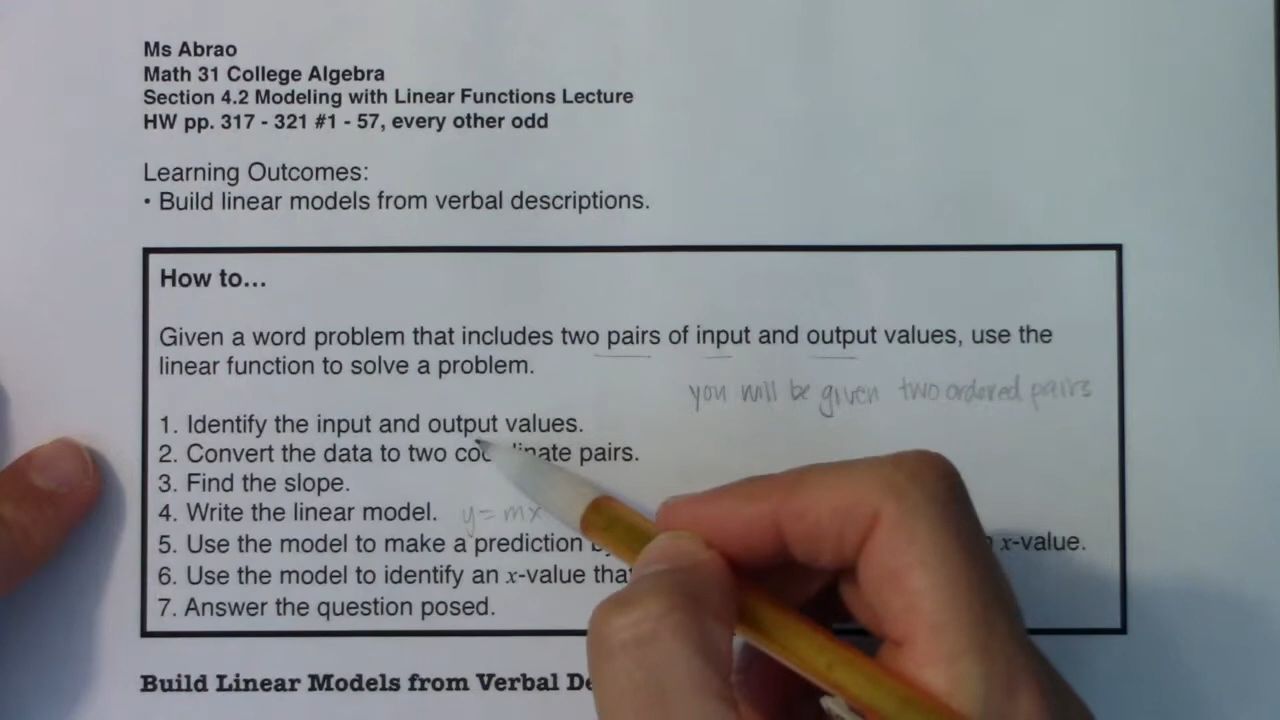 Ms Abrao
Math 31 College Algebra
Section 4.2 Modeling with Linear Functions Lecture
HW pp. 317 - 321 #1 - 57, every other odd
Learning Outcomes:
• Build linear models from verbal descriptions.
How to...
Given a word problem that includes two pairs of input and output values, use the
linear function to solve a problem.
you will be given two ordered pairs
1. Identify the input and output values.
2. Convert the data to two pairs.
3. Find the slope.
4. Write the linear model. y = mx
5. Use the model to make a prediction x-value.
6. Use the model to identify an x-value
7. Answer the question posed.
Build Linear Models from Verbal